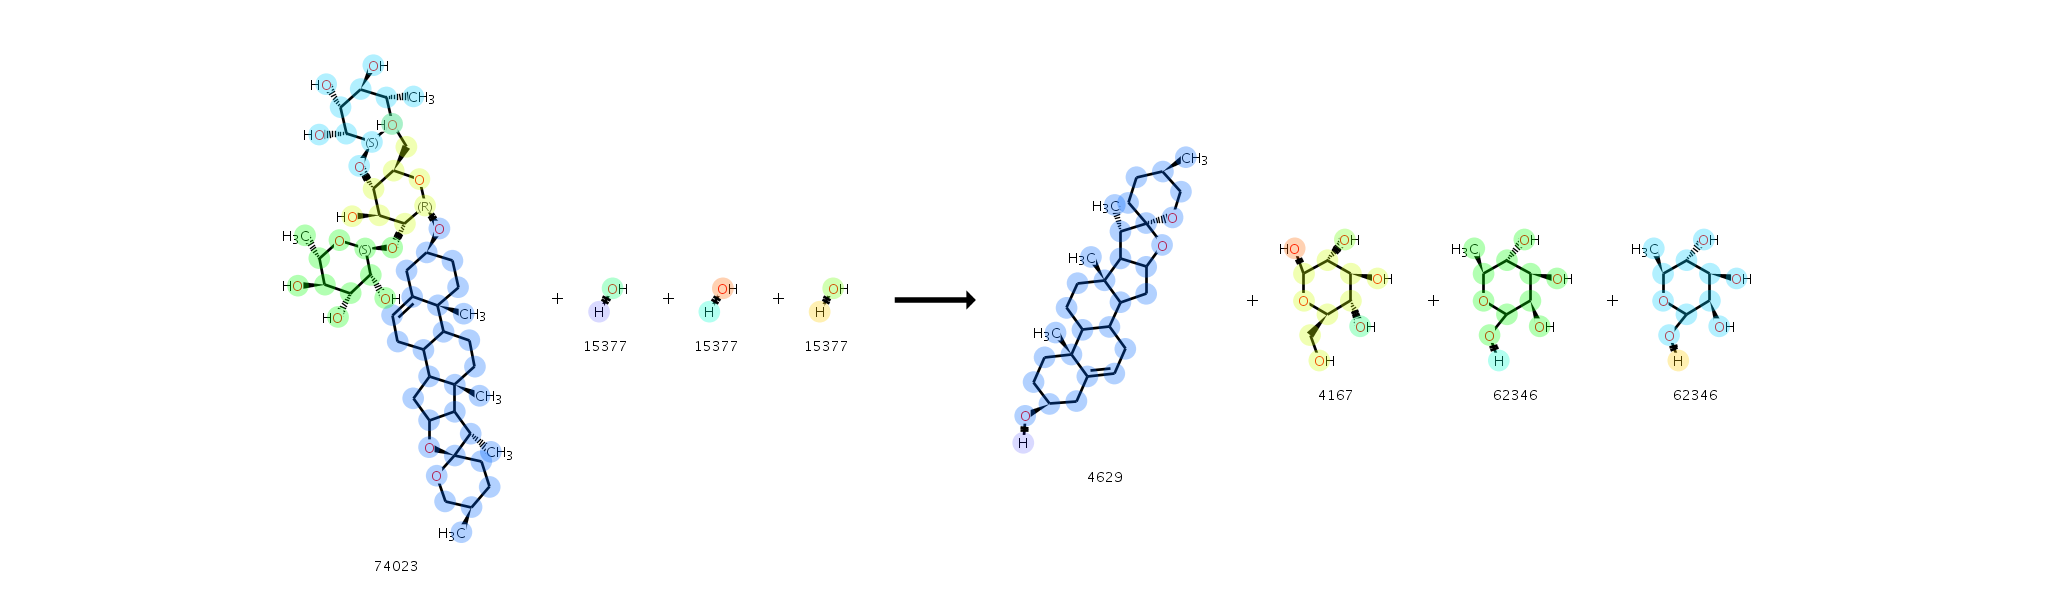 OH
HO
CH₃
HO
HO
(S)
O
O
(R)
HO
O
H₃C
O
(S)
O
HO
OH
HO
CH₃
CH₃
O
CH₃
O
H₃C
74023
+
OH
H
15377
+
OH
H
15377
+
OH
H
15377
CH₃
H₃C
O
O
H₃C
H₃C
O
H
4629
+
HO
OH
OH
O
OH
OH
4167
+
H₃C
OH
OH
O
OH
O
H
62346
+
H₃C
OH
OH
O
OH
O
H
62346